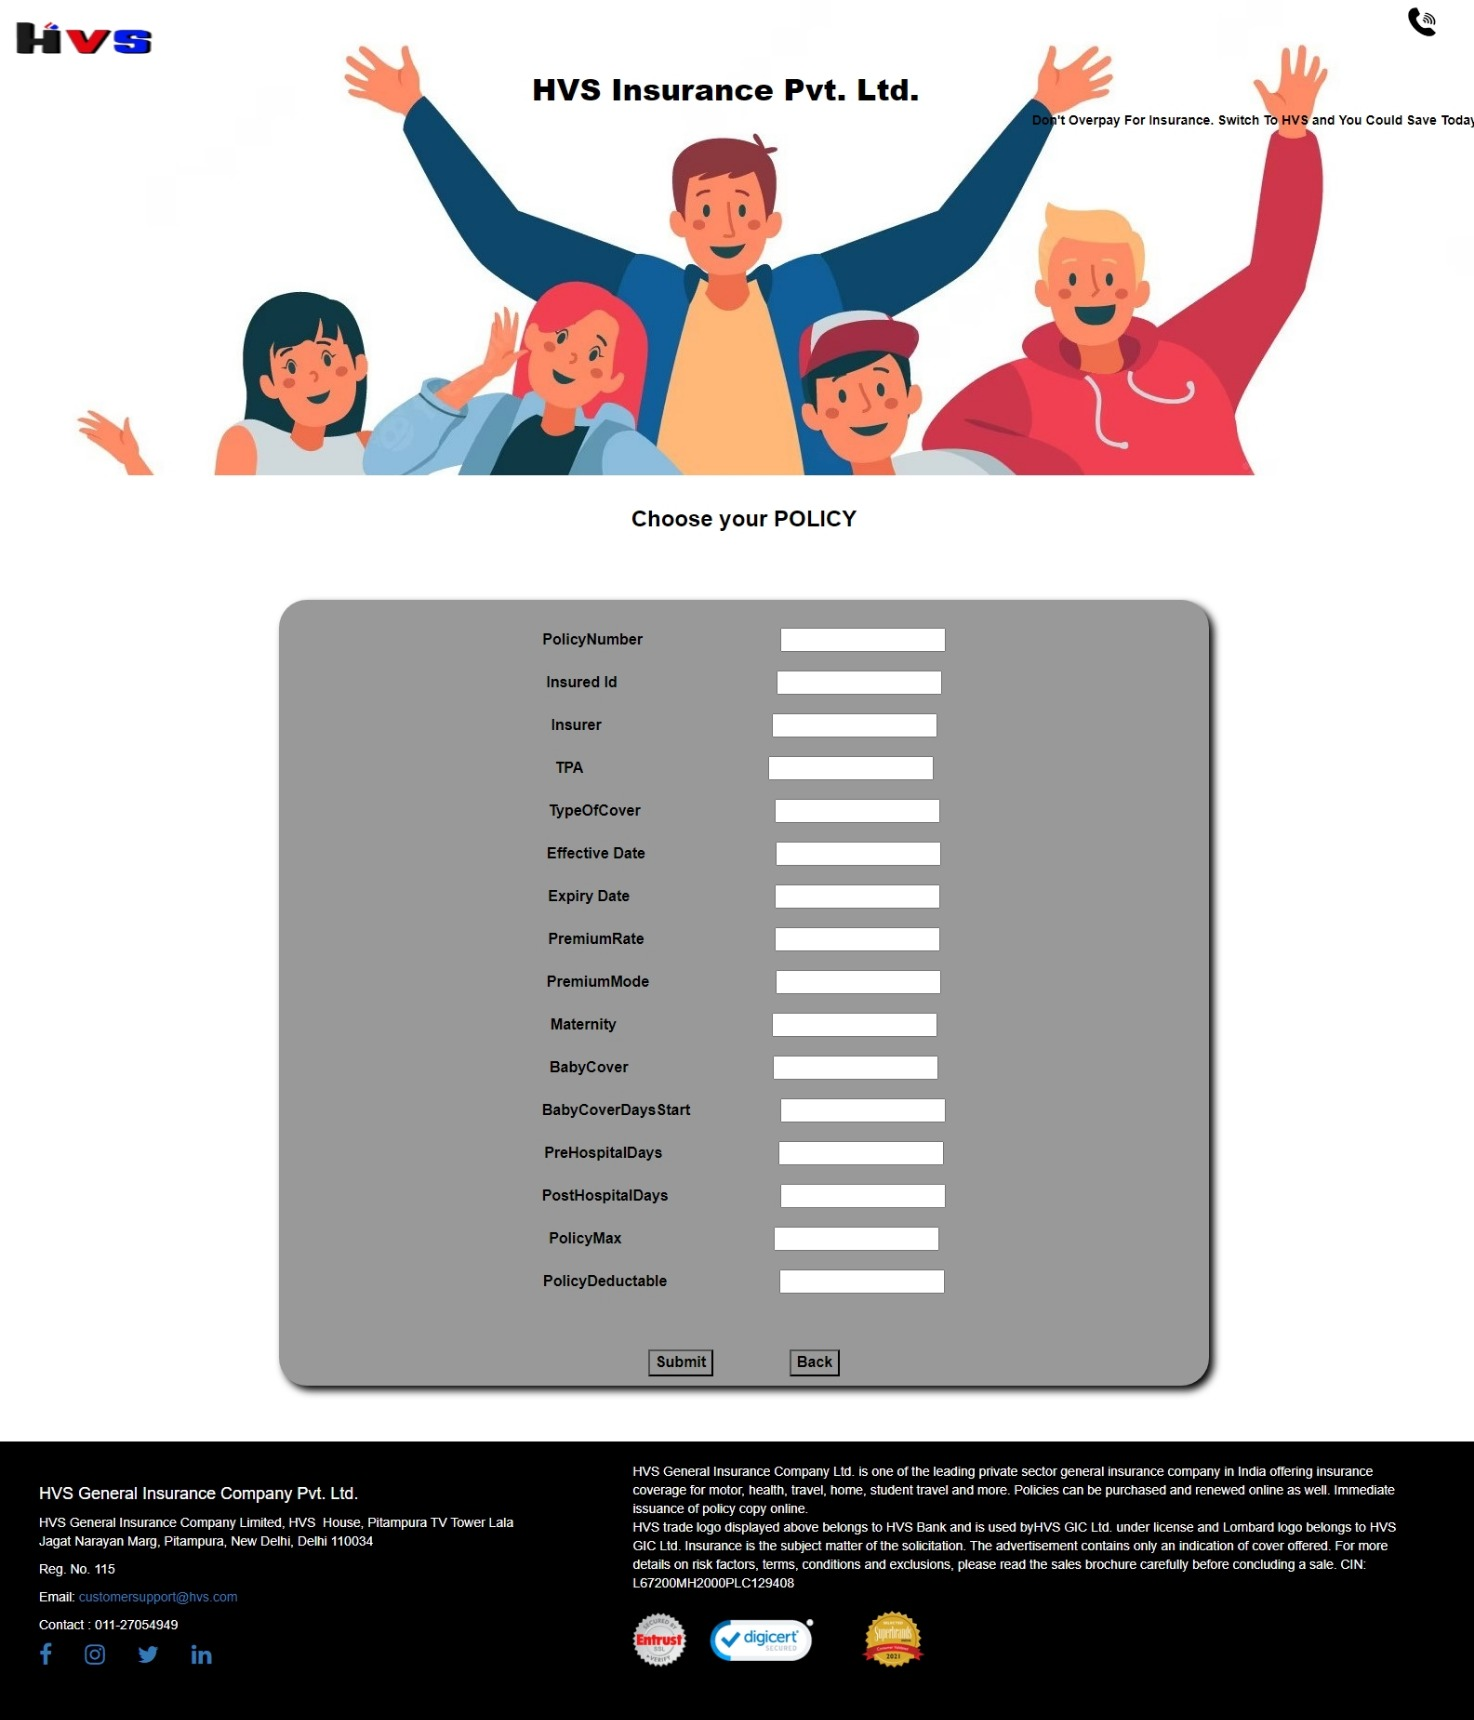 HVS
HVS Insurance Pvt. Ltd.
Don't Overpay For Insurance. Switch To HVS and You Could Save Today
Choose your POLICY
PolicyNumber
Insured Id
Insurer
TPA
TypeOfCover
Effective Date
Expiry Date
PremiumRate
PremiumMode
Maternity
BabyCover
BabyCoverDaysStart
PreHospitalDays
PostHospitalDays
PolicyMax
PolicyDeductable
Submit Back
HVS General Insurance Company Pvt. Ltd.
HVS General Insurance Company Limited, HVS House, Pitampura TV Tower Lala
Jagat Narayan Marg, Pitampura, New Delhi, Delhi 110034
Reg. No. 115
Email: customersupport@hvs.com
Contact : 011-27054949
HVS General Insurance Company Ltd. is one of the leading private sector general insurance company in India offering insurance
coverage for motor, health, travel, home, student travel and more. Policies can be purchased and renewed online as well. Immediate
issuance of policy copy online.
HVS trade logo displayed above belongs to HVS Bank and is used byHVS GIC Ltd. under license and Lombard logo belongs to HVS
GIC Ltd. Insurance is the subject matter of the solicitation. The advertisement contains only an indication of cover offered. For more
details on risk factors, terms, conditions and exclusions, please read the sales brochure carefully before concluding a sale. CIN:
L67200MH2000PLC129408
SECURED BY
Entrust
SSL
VERIFY
digicert
SECURED
Superbrands
2021